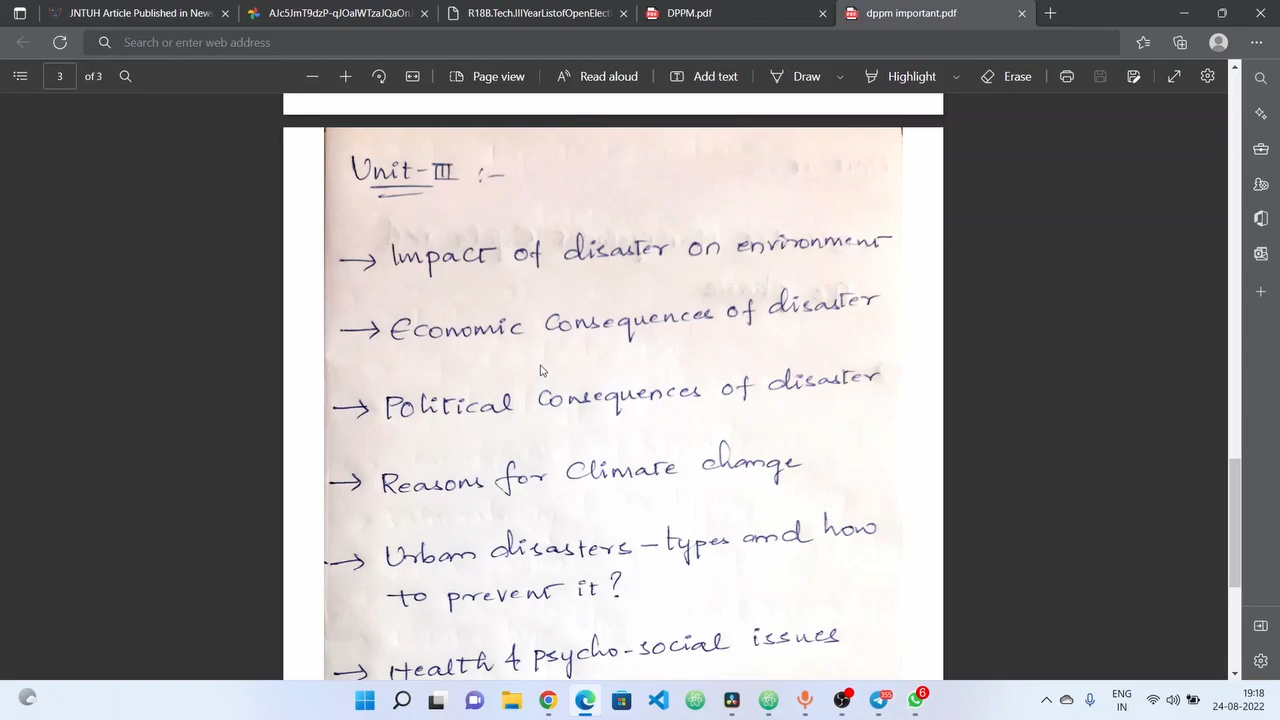 JNTUH Article Published in News
AJc5JmT9dzP-qJOalWTzaJQaOn
R18B.Tech.IIIYearListofOpenElect
DPPM.pdf
dppm important.pdf
Search or enter web address
3 of 3
Page view
Read aloud
Add text
Draw
Highlight
Erase
Unit-III :-
→ Impact of disaster on environment
→ Economic Consequences of disaster
→ Political Consequences of disaster
→ Reasons for Climate change
→ Urban disasters - types and how
to prevent it?
→ Health & psycho-social issues
355
6
ENG
IN
19:18
24-08-2022